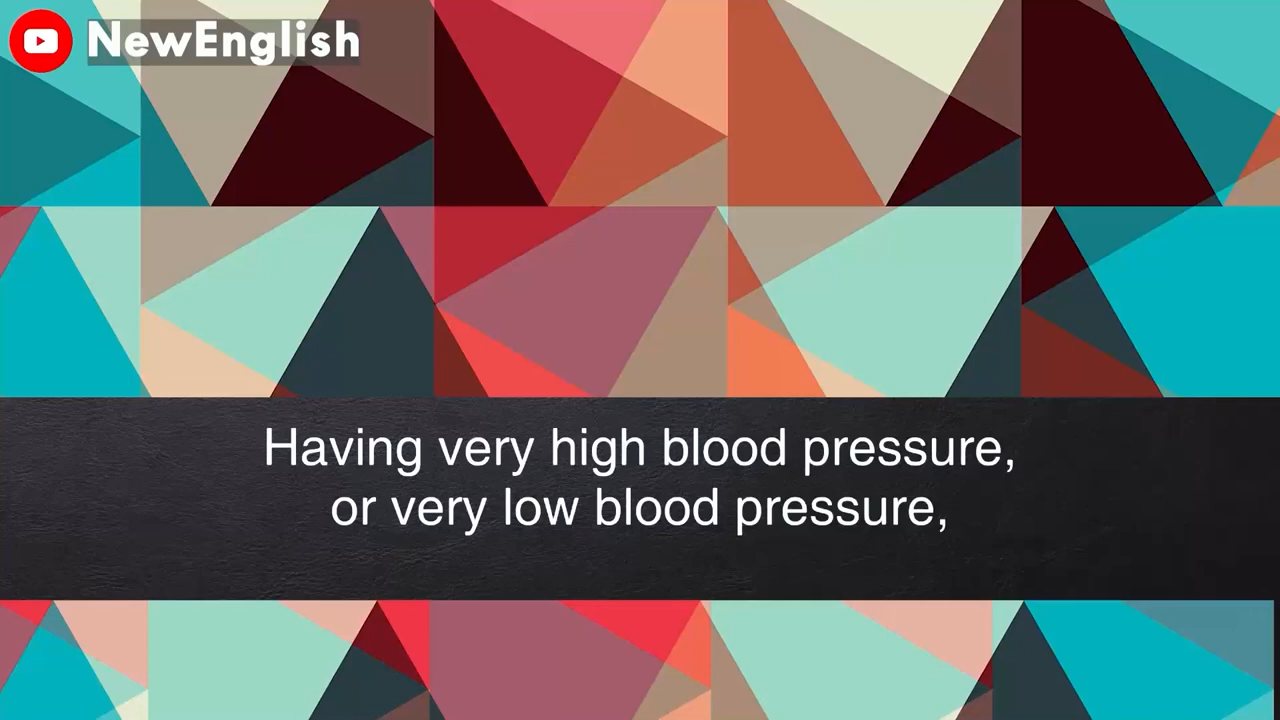 NewEnglish
Having very high blood pressure,
or very low blood pressure,